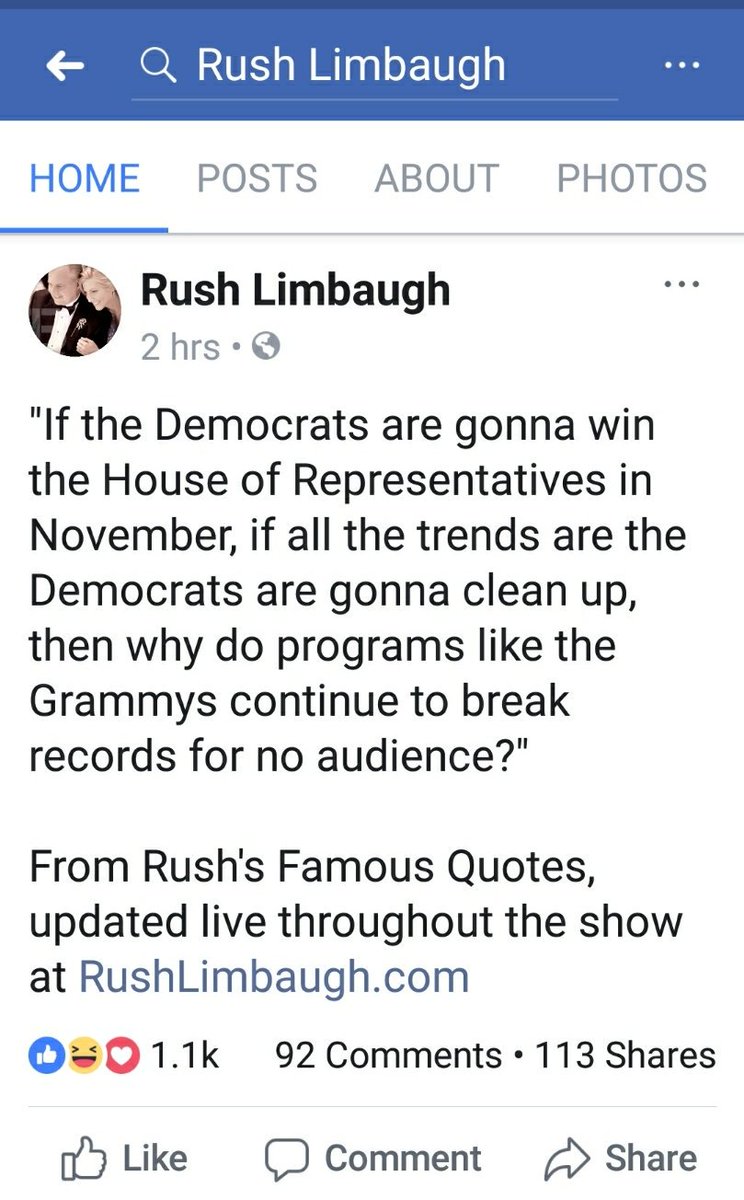 Rush Limbaugh
HOME POSTS ABOUT PHOTOS
Rush Limbaugh
2 hrs •
"If the Democrats are gonna win
the House of Representatives in
November, if all the trends are the
Democrats are gonna clean up,
then why do programs like the
Grammys continue to break
records for no audience?"
From Rush's Famous Quotes,
updated live throughout the show
at RushLimbaugh.com
1.1k 92 Comments • 113 Shares
Like Comment Share